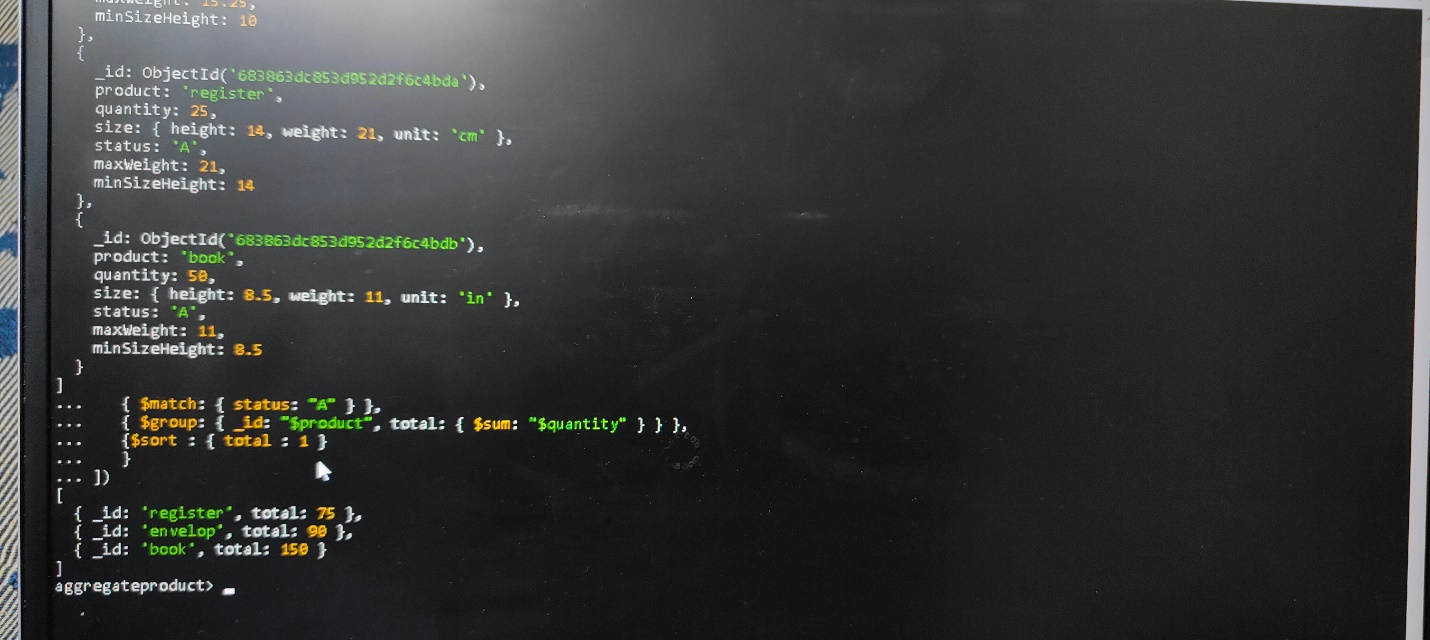 maxWeight: 15.25,
minSizeHeight: 10
},
{
_id: ObjectId('683863dc853d952d2f6c4bda'),
product: 'register',
quantity: 25,
size: { height: 14, weight: 21, unit: 'cm' },
status: 'A',
maxWeight: 21,
minSizeHeight: 14
},
{
_id: ObjectId('683863dc853d952d2f6c4bdb'),
product: 'book',
quantity: 50,
size: { height: 8.5, weight: 11, unit: 'in' },
status: 'A',
maxWeight: 11,
minSizeHeight: 8.5
}
]
... { $match: { status: "A" } },
... { $group: { _id: "$product", total: { $sum: "$quantity" } } },
... {$sort : { total : 1 }
... }
... ])
[
{ _id: 'register', total: 75 },
{ _id: 'envelop', total: 90 },
{ _id: 'book', total: 150 }
]
aggregateproduct>